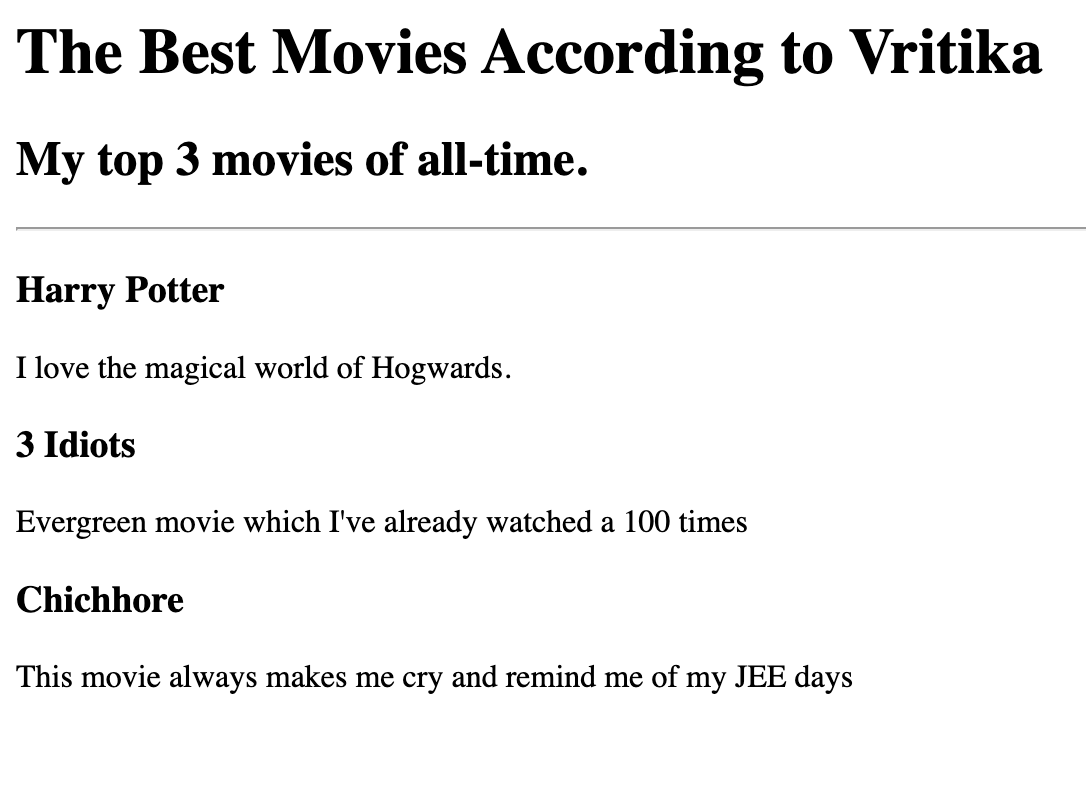 The Best Movies According to Vritika
My top 3 movies of all-time.
Harry Potter
I love the magical world of Hogwards.
3 Idiots
Evergreen movie which I've already watched a 100 times
Chichhore
This movie always makes me cry and remind me of my JEE days